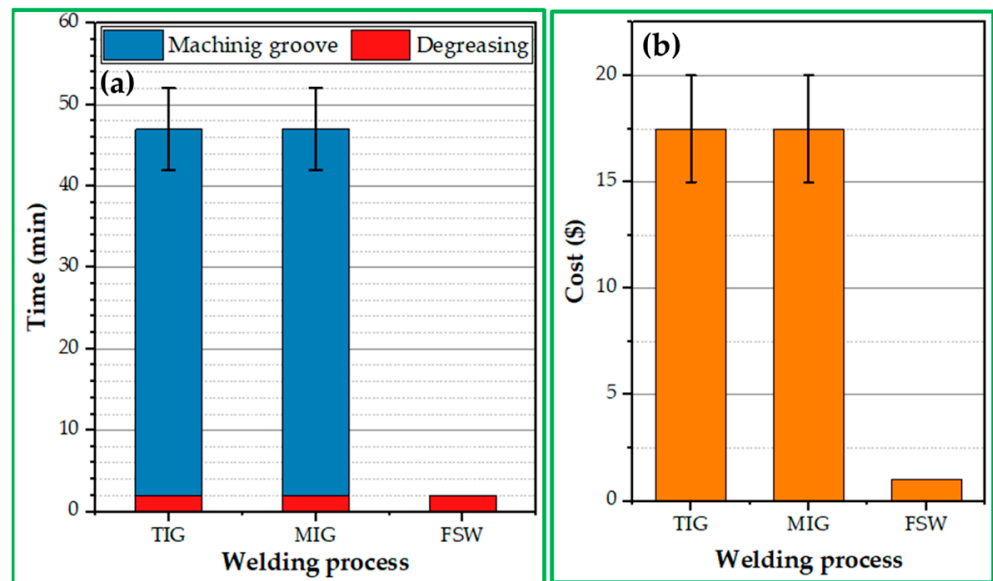 Machinig groove
Degreasing
(a)
60
50
40
30
20
10
0
Time (min)
TIG
MIG
FSW
Welding process
(b)
20
15
10
5
0
Cost ($)
TIG
MIG
FSW
Welding process